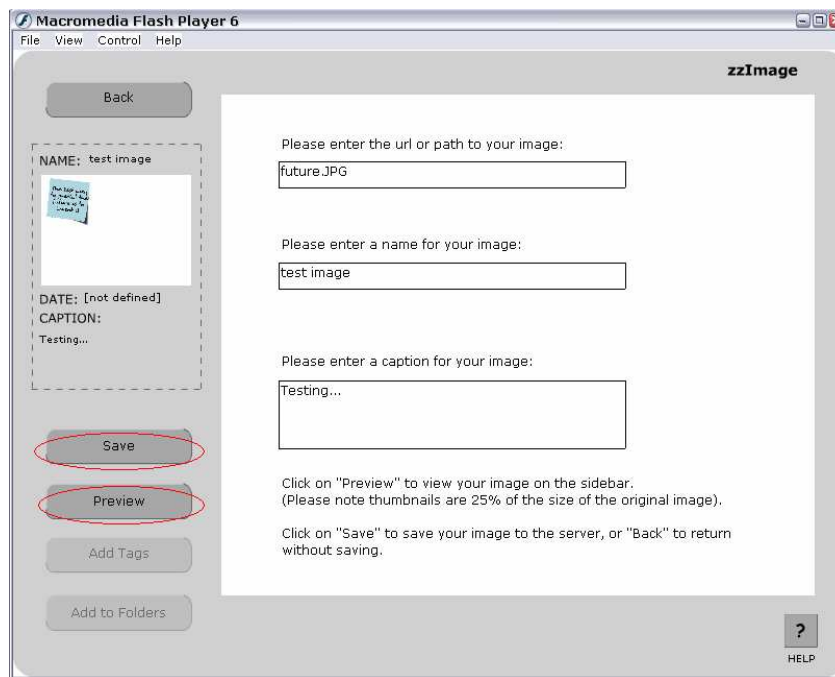 Macromedia Flash Player 6
File View Control Help
zzImage
Back
NAME: test image
DATE: [not defined]
CAPTION:
Testing...
Save
Preview
Add Tags
Add to Folders
Please enter the url or path to your image:
future.JPG
Please enter a name for your image:
test image
Please enter a caption for your image:
Testing...
Click on "Preview" to view your image on the sidebar.
(Please note thumbnails are 25% of the size of the original image).
Click on "Save" to save your image to the server, or "Back" to return
without saving.
?
HELP